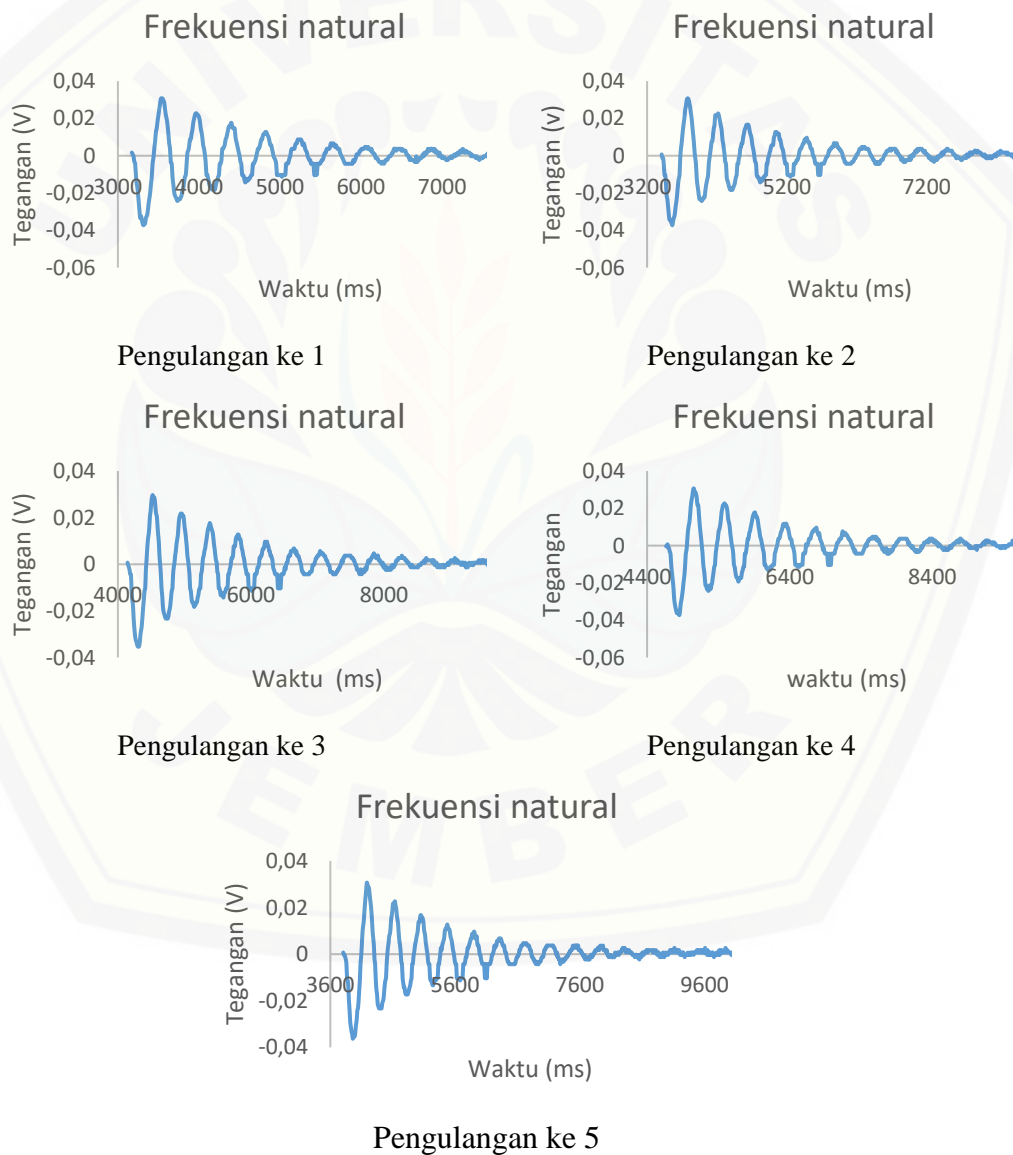 Frekuensi natural
0,04
0,02
0
-0,02
-0,04
-0,06
3000 4000 5000 6000 7000
Tegangan (V)
Waktu (ms)
Pengulangan ke 1
Frekuensi natural
0,04
0,02
0
-0,02
-0,04
-0,06
3200 5200 7200
Tegangan (v)
Waktu (ms)
Pengulangan ke 2
Frekuensi natural
0,04
0,02
0
-0,02
-0,04
4000 6000 8000
Tegangan (V)
Waktu (ms)
Pengulangan ke 3
Frekuensi natural
0,04
0,02
0
-0,02
-0,04
-0,06
4400 6400 8400
Tegangan
waktu (ms)
Pengulangan ke 4
Frekuensi natural
0,04
0,02
0
-0,02
-0,04
3600 5600 7600 9600
Tegangan (V)
Waktu (ms)
Pengulangan ke 5
UNIVERSITAS
JEMBER